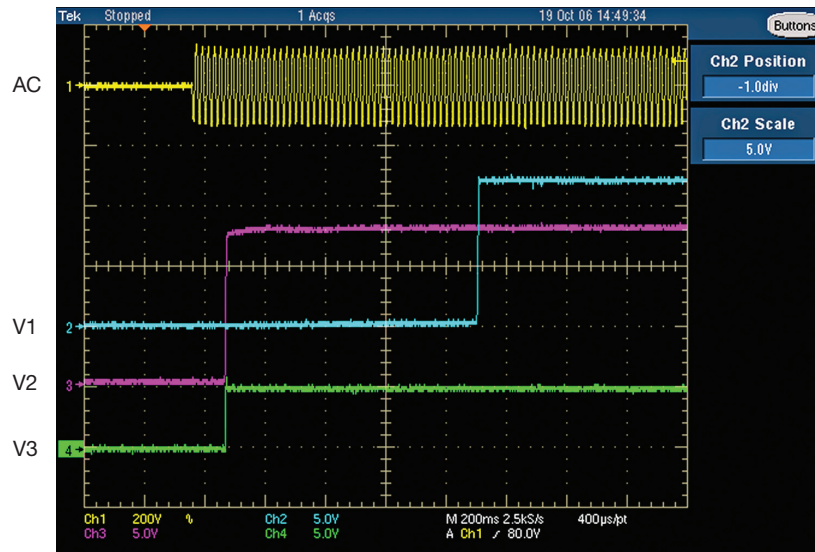 Tek Stopped 1 Acqs 19 Oct 06 14:49:34
Buttons
Ch2 Position
-1.0div
Ch2 Scale
5.0V
AC
1
V1
2
V2
3
V3
4
Ch1 200V Ch2 5.0V M 200ms 2.5kS/s 400µs/pt
Ch3 5.0V Ch4 5.0V A Ch1 80.0V